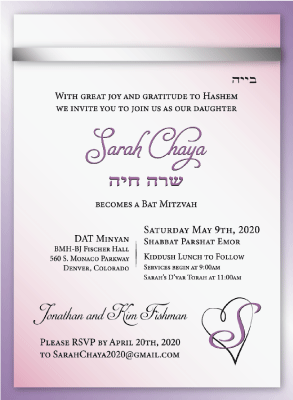 בייה
With great joy and gratitude to Hashem
we invite you to join us as our daughter
Sarah Chaya
שרה חיה
becomes a Bat Mitzvah
DAT Minyan
BMH-BJ Fischer Hall
560 S. Monaco Parkway
Denver, Colorado
Saturday May 9th, 2020
Shabbat Parshat Emor
Kiddush Lunch to Follow
Services begin at 9:00am
Sarah's D'var Torah at 11:00am
Jonathan and Kim Fishman
Please RSVP by April 20th, 2020
to SarahChaya2020@gmail.com
S